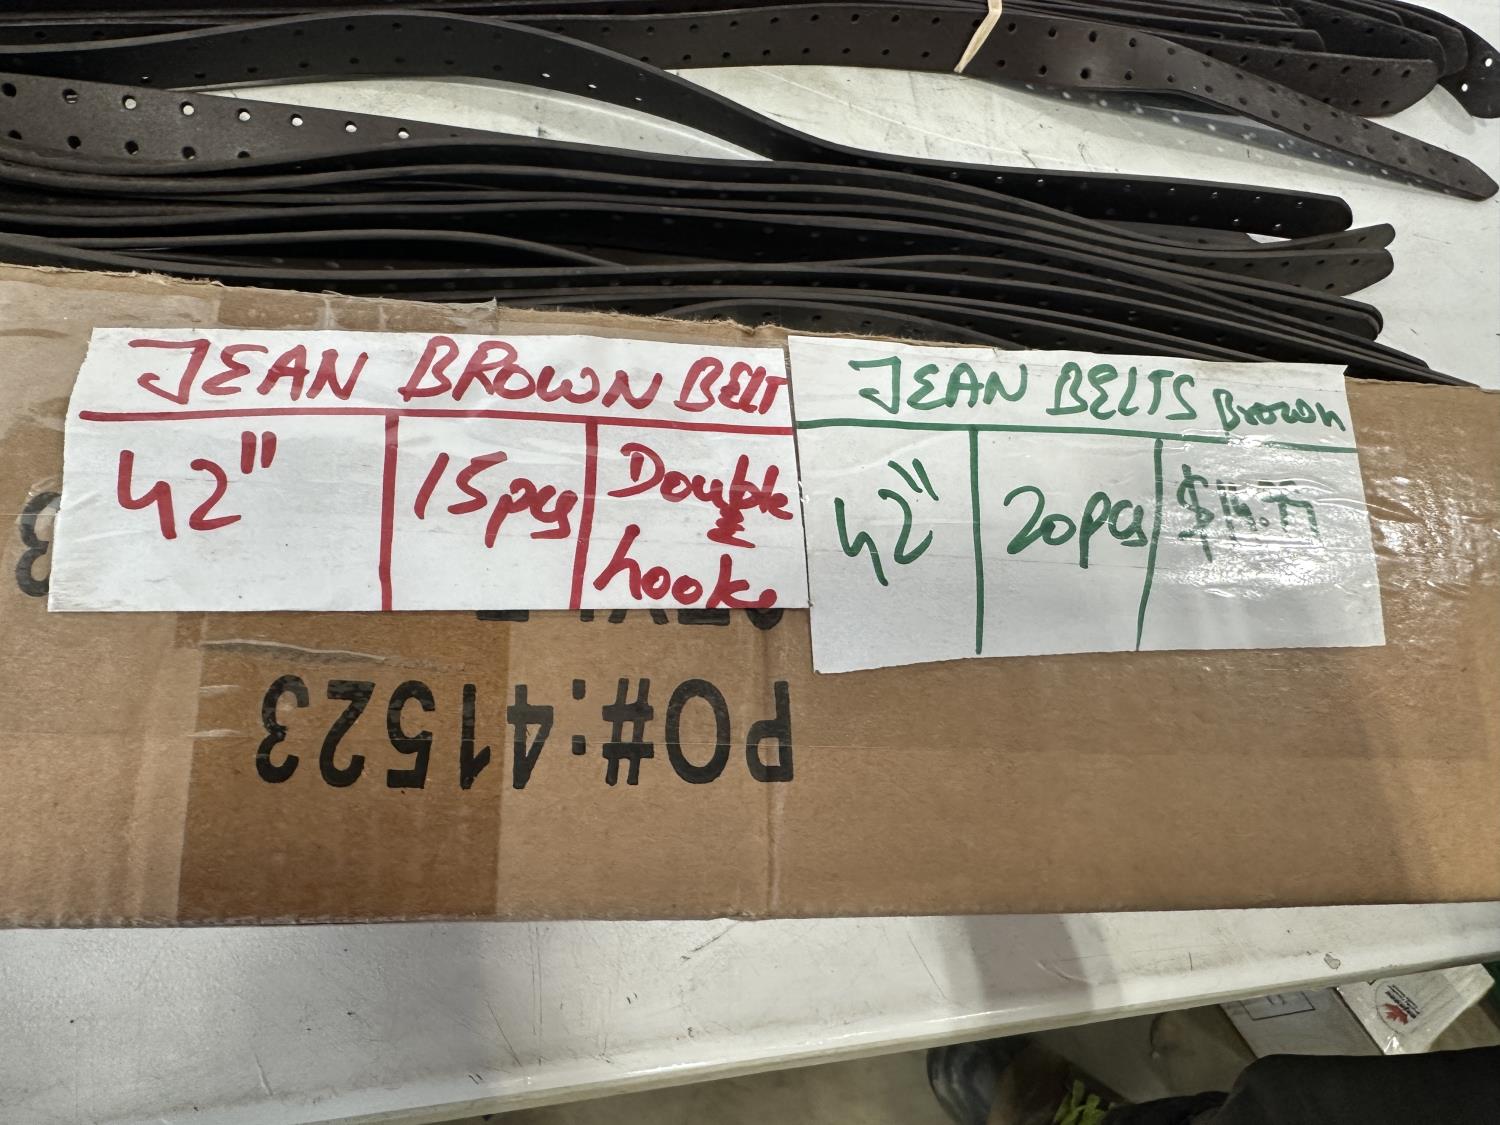 JEAN BROWN BELT
42"
15pcs
Double
hooks
JEAN BELTS Brown
42"
20pcs
PO#:41523